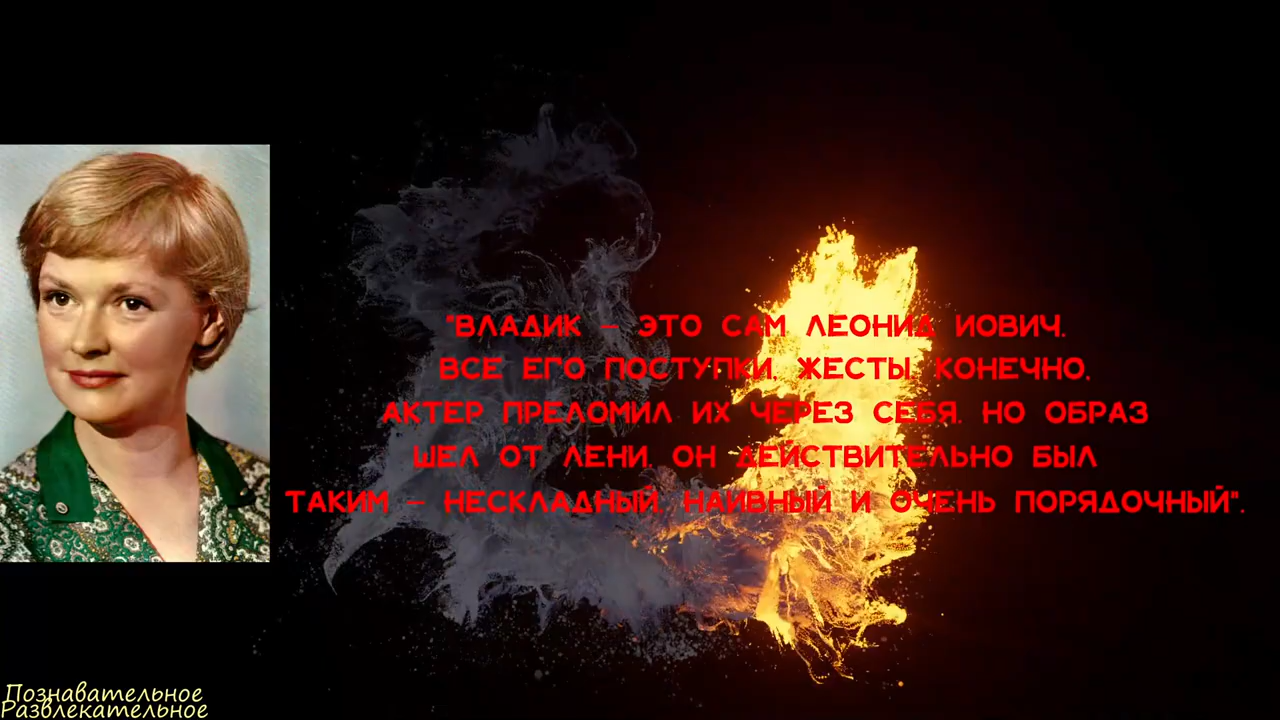 "ВЛАДИК – ЭТО САМ ЛЕОНИД ИОВИЧ.
ВСЕ ЕГО ПОСТУПКИ, ЖЕСТЫ. КОНЕЧНО,
АКТЕР ПРЕЛОМИЛ ИХ ЧЕРЕЗ СЕБЯ. НО ОБРАЗ
ШЕЛ ОТ ЛЕНИ. ОН ДЕЙСТВИТЕЛЬНО БЫЛ
ТАКИМ – НЕСКЛАДНЫЙ, НАИВНЫЙ И ОЧЕНЬ ПОРЯДОЧНЫЙ".
Познавательное
Развлекательное